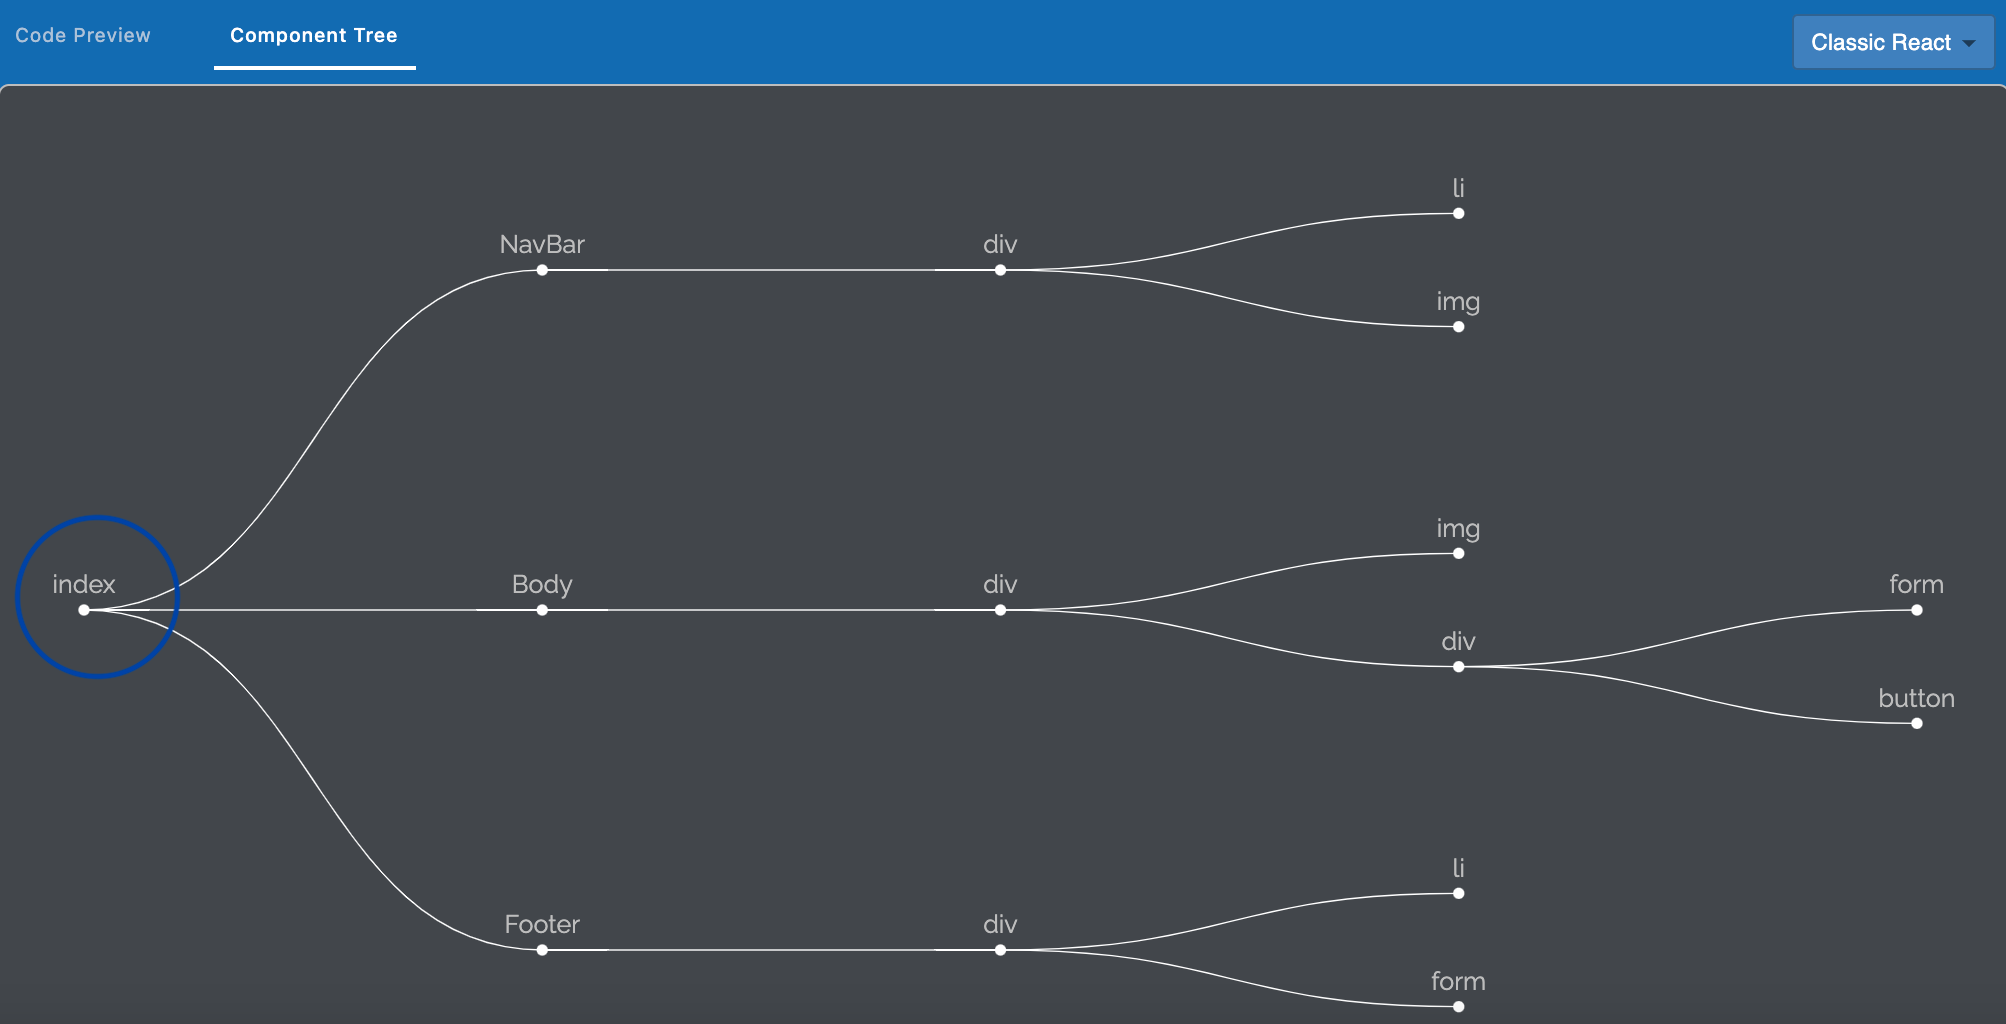 Code Preview
Component Tree
Classic React
li
NavBar
div
img
img
index
Body
div
form
div
button
li
Footer
div
form